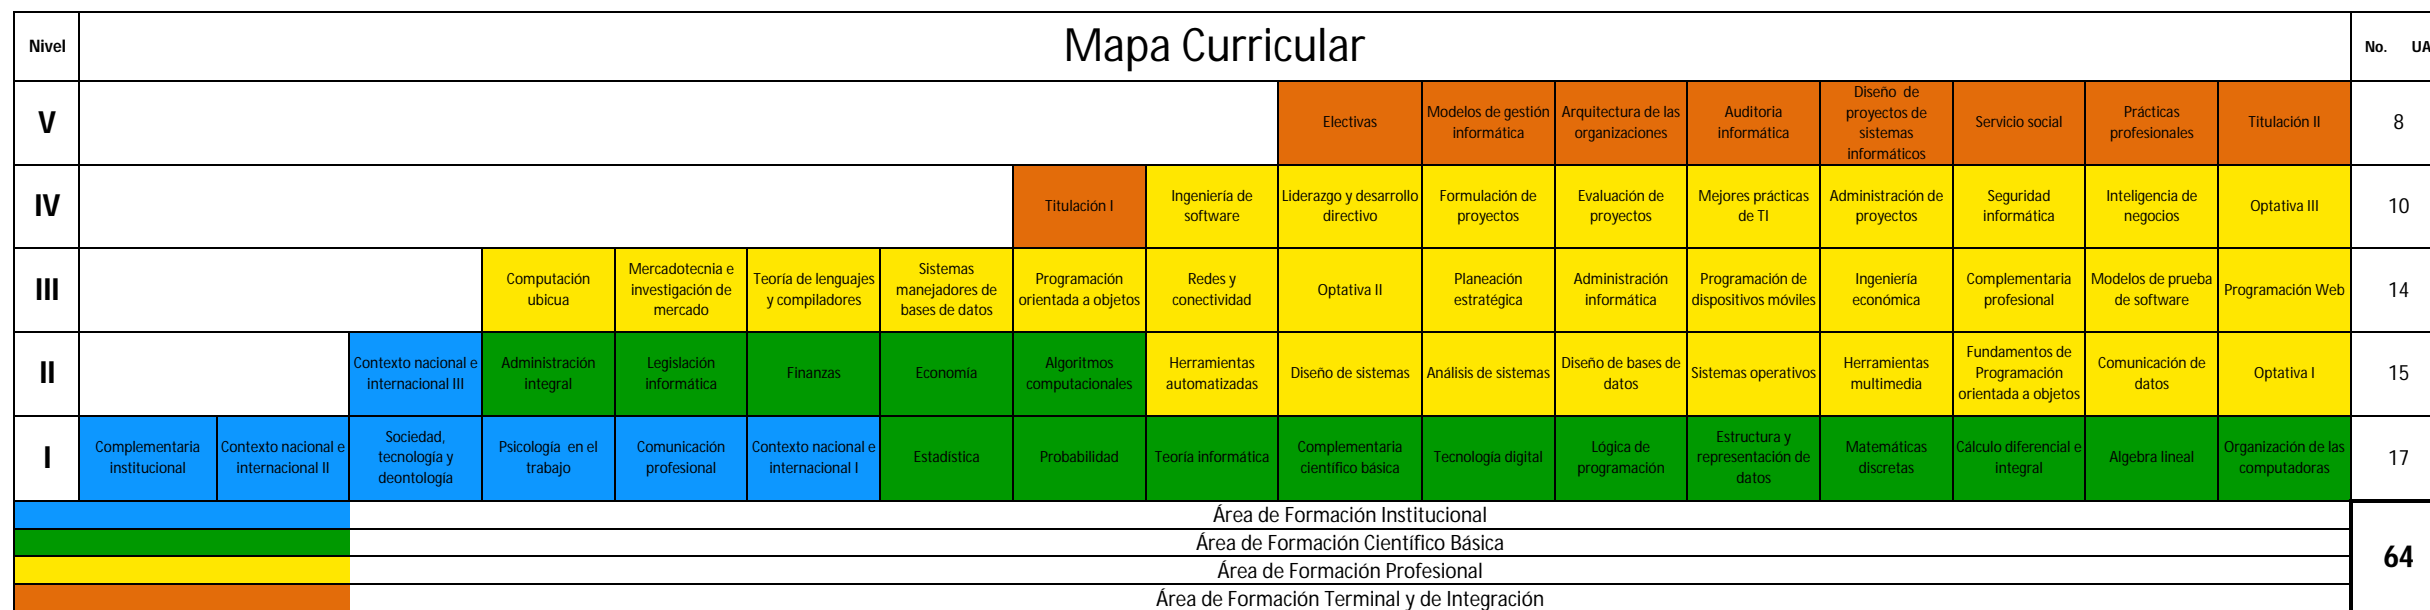 Nivel
Mapa Curricular
No. UA
V
Electivas
Modelos de gestión
informática
Arquitectura de las
organizaciones
Auditoria
informática
Diseño de
proyectos de
sistemas
informáticos
Servicio social
Prácticas
profesionales
Titulación II
8
IV
Titulación I
Ingeniería de
software
Liderazgo y desarrollo
directivo
Formulación de
proyectos
Evaluación de
proyectos
Mejores prácticas
de TI
Administración de
proyectos
Seguridad
informática
Inteligencia de
negocios
Optativa III
10
III
Computación
ubicua
Mercadotecnia e
investigación de
mercado
Teoría de lenguajes
y compiladores
Sistemas
manejadores de
bases de datos
Programación
orientada a objetos
Redes y
conectividad
Optativa II
Planeación
estratégica
Administración
informática
Programación de
dispositivos móviles
Ingeniería
económica
Complementaria
profesional
Modelos de prueba
de software
Programación Web
14
II
Contexto nacional e
internacional III
Administración
integral
Legislación
informática
Finanzas
Economía
Algoritmos
computacionales
Herramientas
automatizadas
Diseño de sistemas
Análisis de sistemas
Diseño de bases de
datos
Sistemas operativos
Herramientas
multimedia
Fundamentos de
Programación
orientada a objetos
Comunicación de
datos
Optativa I
15
I
Complementaria
institucional
Contexto nacional e
internacional II
Sociedad,
tecnología y
deontología
Psicología en el
trabajo
Comunicación
profesional
Contexto nacional e
internacional I
Estadística
Probabilidad
Teoría informática
Complementaria
científico básica
Tecnología digital
Lógica de
programación
Estructura y
representación de
datos
Matemáticas
discretas
Cálculo diferencial e
integral
Algebra lineal
Organización de las
computadoras
17
Área de Formación Institucional
Área de Formación Científico Básica
Área de Formación Profesional
Área de Formación Terminal y de Integración
64